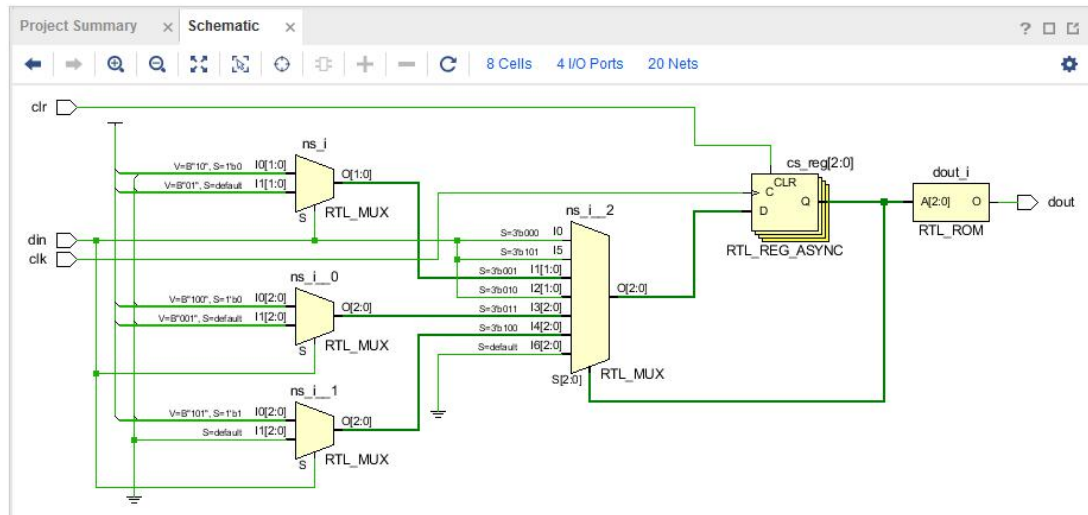 Project Summary × Schematic ×
? 
8 Cells 4 I/O Ports 20 Nets
clr
ns_i
V=B"10", S=1'b0 I0[1:0]
V=B"01", S=default I1[1:0]
O[1:0]
S
RTL_MUX
cs_reg[2:0]
CLR
C
D
Q
RTL_REG_ASYNC
dout_i
A[2:0] O
RTL_ROM
dout
din
clk
ns_i__2
S=3'b000 I0
S=3'b101 I5
S=3'b001 I1[1:0]
S=3'b010 I2[1:0]
S=3'b011 I3[2:0]
S=3'b100 I4[2:0]
S=default I6[2:0]
O[2:0]
S[2:0]
RTL_MUX
ns_i__0
V=B"100", S=1'b0 I0[2:0]
V=B"001", S=default I1[2:0]
O[2:0]
S
RTL_MUX
ns_i__1
V=B"101", S=1'b1 I0[2:0]
S=default I1[2:0]
O[2:0]
S
RTL_MUX